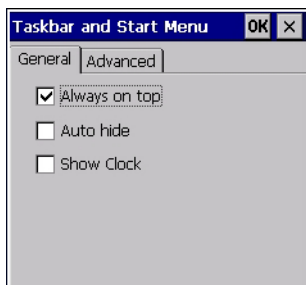 Taskbar and Start Menu OK ×
General Advanced
Always on top
Auto hide
Show Clock